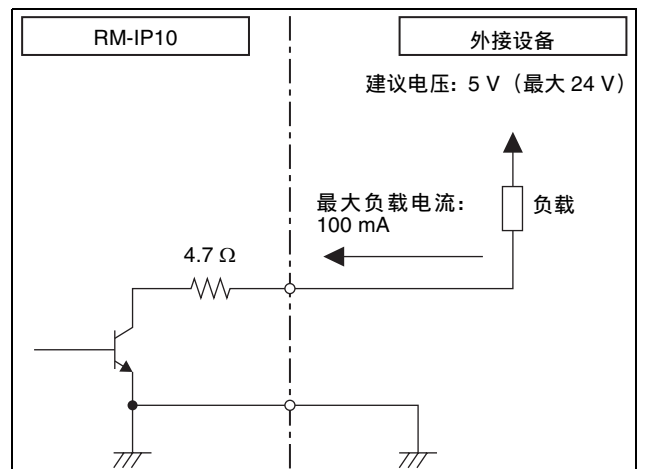 RM-IP10
外接设备
建议电压: 5 V（最大 24 V）
最大负载电流:
100 mA
负载
4.7 Ω